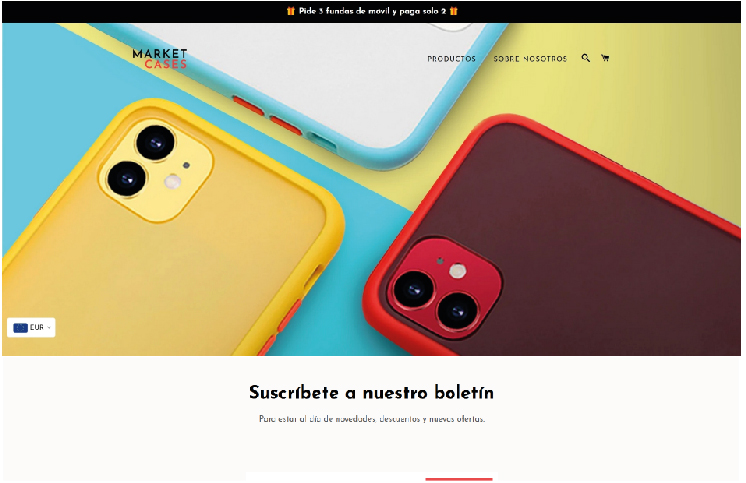 🎁 Pide 3 fundas de movil y paga solo 2 🎁
MARKET
CASES
PRODUCTOS
SOBRE NOSOTROS
EUR
Suscríbete a nuestro boletín
Para estar al día de novedades, descuentos y nuevas ofertas.